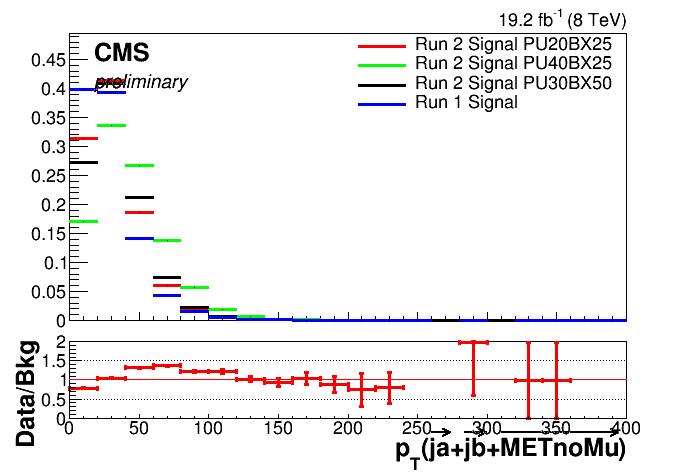 19.2 fb-1 (8 TeV)
CMS
preliminary
Run 2 Signal PU20BX25
Run 2 Signal PU40BX25
Run 2 Signal PU30BX50
Run 1 Signal
0.45
0.4
0.35
0.3
0.25
0.2
0.15
0.1
0.05
0
Data/Bkg
2
1.5
1
0.5
0
0 50 100 150 200 250 300 350 400
pT(ja+jb+METnoMu)